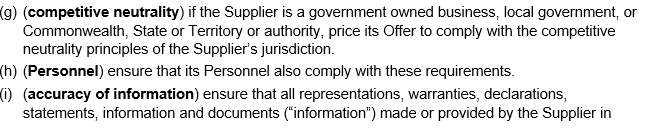 (g) (competitive neutrality) if the Supplier is a government owned business, local government, or
Commonwealth, State or Territory or authority, price its Offer to comply with the competitive
neutrality principles of the Supplier's jurisdiction.
(h) (Personnel) ensure that its Personnel also comply with these requirements.
(i) (accuracy of information) ensure that all representations, warranties, declarations,
statements, information and documents (“information”) made or provided by the Supplier in